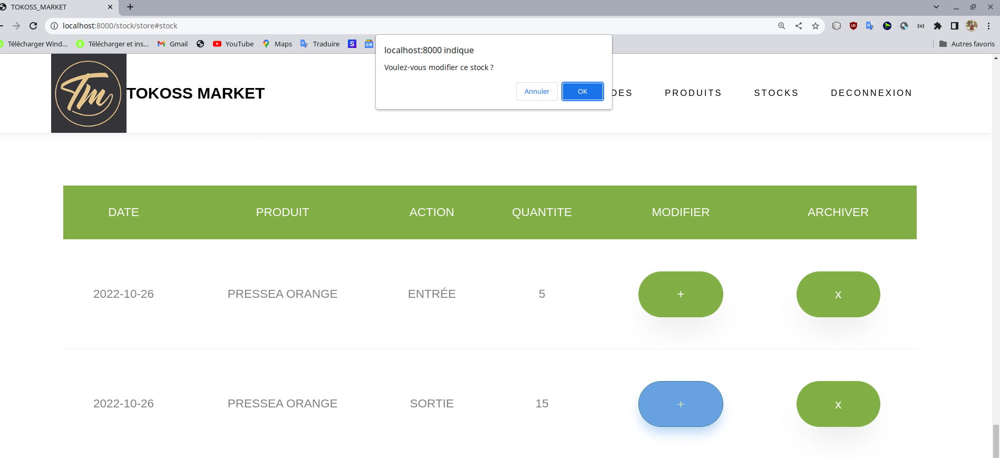 TOKOSS_MARKET
localhost:8000/stock/store#stock
Télécharger Wind... Télécharger et ins... Gmail YouTube Maps Traduire Autres favoris
localhost:8000 indique
Voulez-vous modifier ce stock ?
Annuler OK
Tm
TOKOSS MARKET
DES PRODUITS STOCKS DECONNEXION
DATE PRODUIT ACTION QUANTITE MODIFIER ARCHIVER
2022-10-26 PRESSEA ORANGE ENTRÉE 5 + x
2022-10-26 PRESSEA ORANGE SORTIE 15 + x